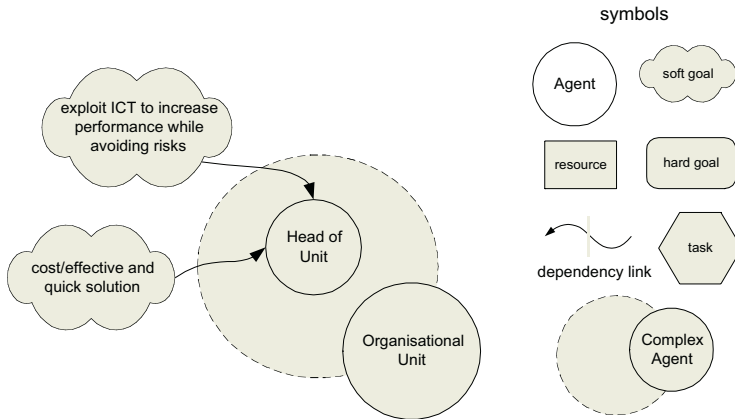 symbols
exploit ICT to increase
performance while
avoiding risks
cost/effective and
quick solution
Head of
Unit
Organisational
Unit
Agent
soft goal
resource
hard goal
dependency link
task
Complex
Agent